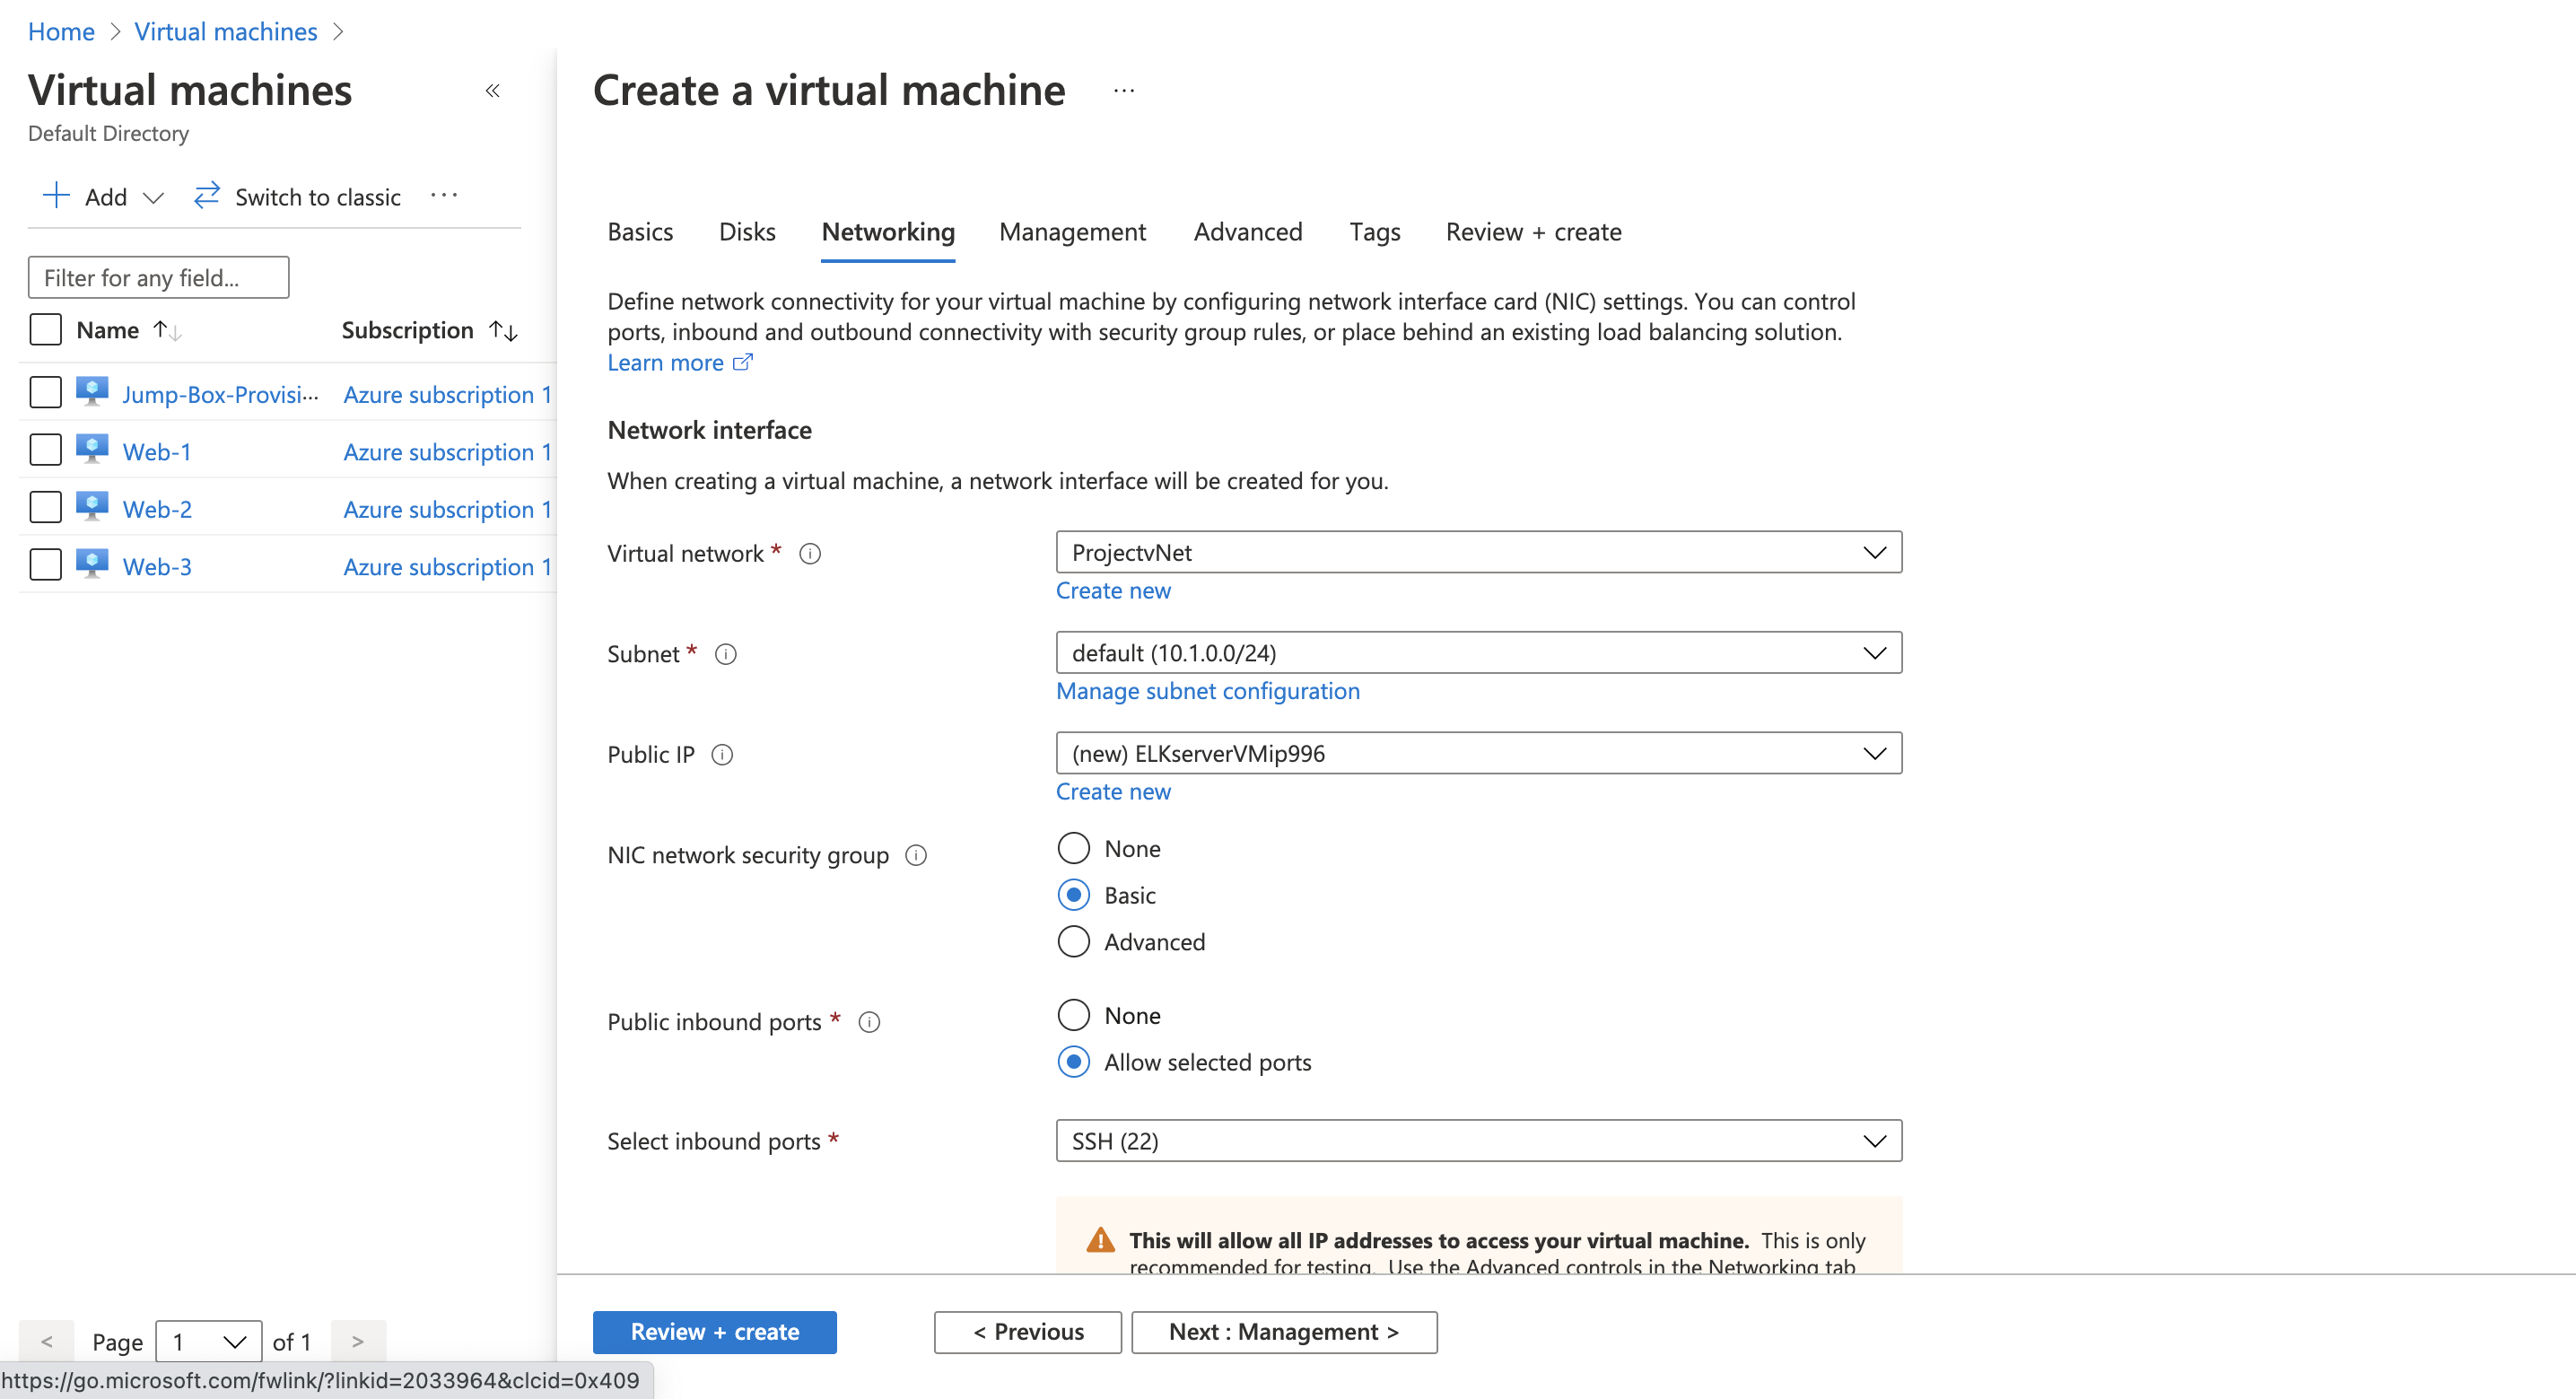 Home > Virtual machines >
Virtual machines
Default Directory
Add
Switch to classic
Filter for any field...
Name
Subscription
Jump-Box-Provisi···
Azure subscription 1
Web-1
Azure subscription 1
Web-2
Azure subscription 1
Web-3
Azure subscription 1
< Page 1 of 1 >
Create a virtual machine
Basics
Disks
Networking
Management
Advanced
Tags
Review + create
Define network connectivity for your virtual machine by configuring network interface card (NIC) settings. You can control
ports, inbound and outbound connectivity with security group rules, or place behind an existing load balancing solution.
Learn more
Network interface
When creating a virtual machine, a network interface will be created for you.
Virtual network *
ProjectvNet
Create new
Subnet *
default (10.1.0.0/24)
Manage subnet configuration
Public IP
(new) ELKserverVMip996
Create new
NIC network security group
None
Basic
Advanced
Public inbound ports *
None
Allow selected ports
Select inbound ports *
SSH (22)
This will allow all IP addresses to access your virtual machine. This is only
recommended for testing. Use the Advanced controls in the Networking tab
Review + create
< Previous
Next : Management >
https://go.microsoft.com/fwlink/?linkid=2033964&clcid=0x409